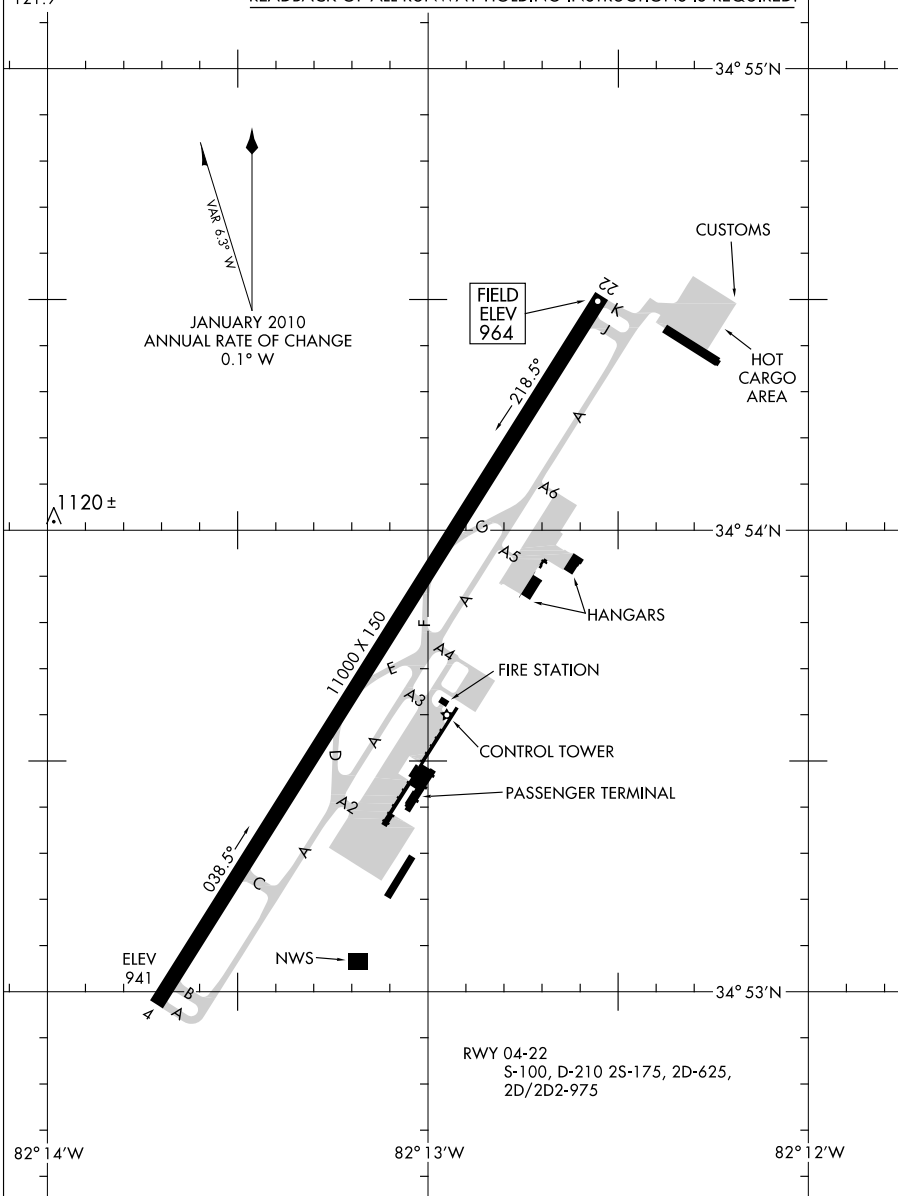 34° 55'N
CUSTOMS
VAR 6.3° W
22
K
FIELD
ELEV
964
J
JANUARY 2010
ANNUAL RATE OF CHANGE
0.1° W
HOT
CARGO
AREA
218.5°
A
A6
1120 ±
G
34° 54'N
A5
A
HANGARS
F
11000 X 150
A4
E
FIRE STATION
A3
A
D
CONTROL TOWER
A2
PASSENGER TERMINAL
A
038.5°
C
ELEV
941
NWS
B
34° 53'N
A
4
RWY 04-22
S-100, D-210 2S-175, 2D-625,
2D/2D2-975
82° 14'W
82° 13'W
82° 12'W